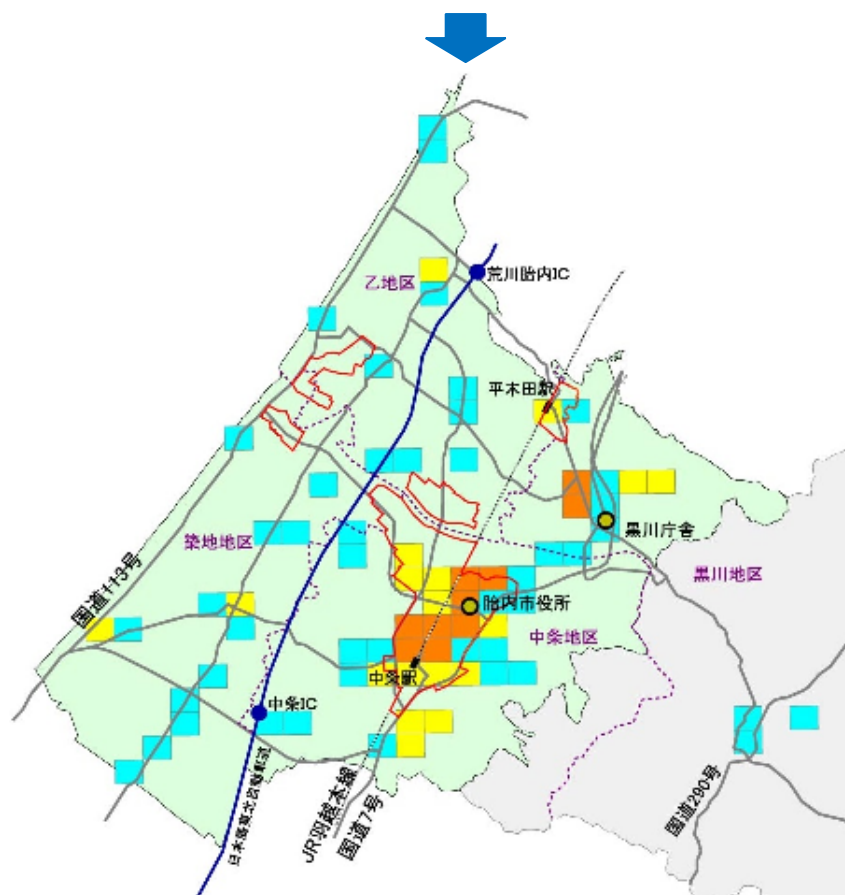 荒川胎内IC
乙地区
平木田駅
黒川庁舎
築地地区
国道113号
黒川地区
胎内市役所
中条地区
中条駅
中条IC
日本海東北自動車道
JR羽越本線
国道7号
国道290号